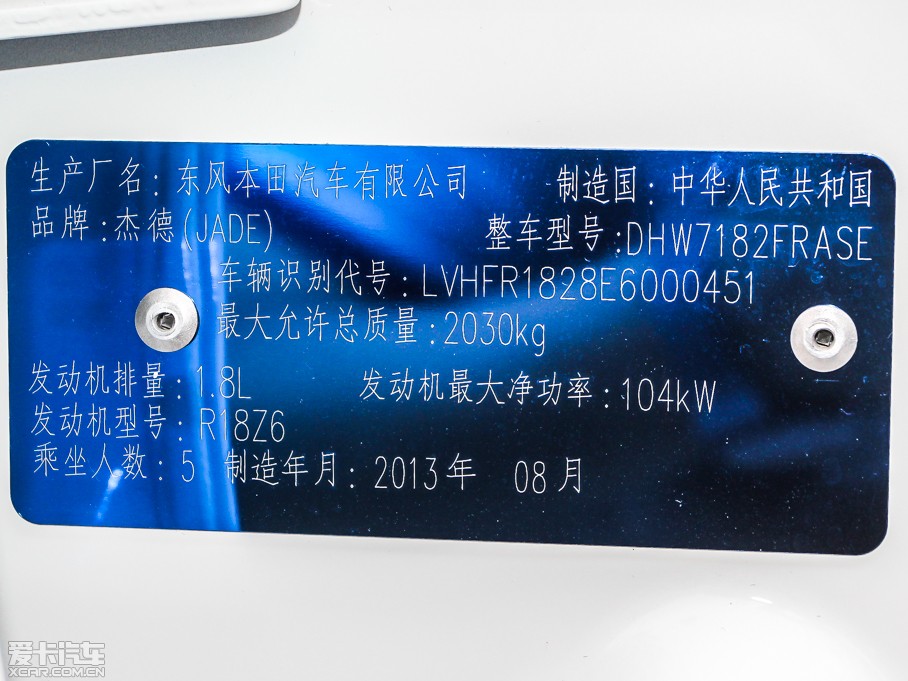 生产厂名：东风本田汽车有限公司 制造国：中华人民共和国
品牌：杰德(JADE) 整车型号：DHW7182FRASE
车辆识别代号：LVHFR1828E6000451
最大允许总质量：2030kg
发动机排量：1.8L 发动机最大净功率：104kW
发动机型号：R18Z6
乘坐人数：5 制造年月：2013年 08月
爱卡汽车
XCAR.COM.CN